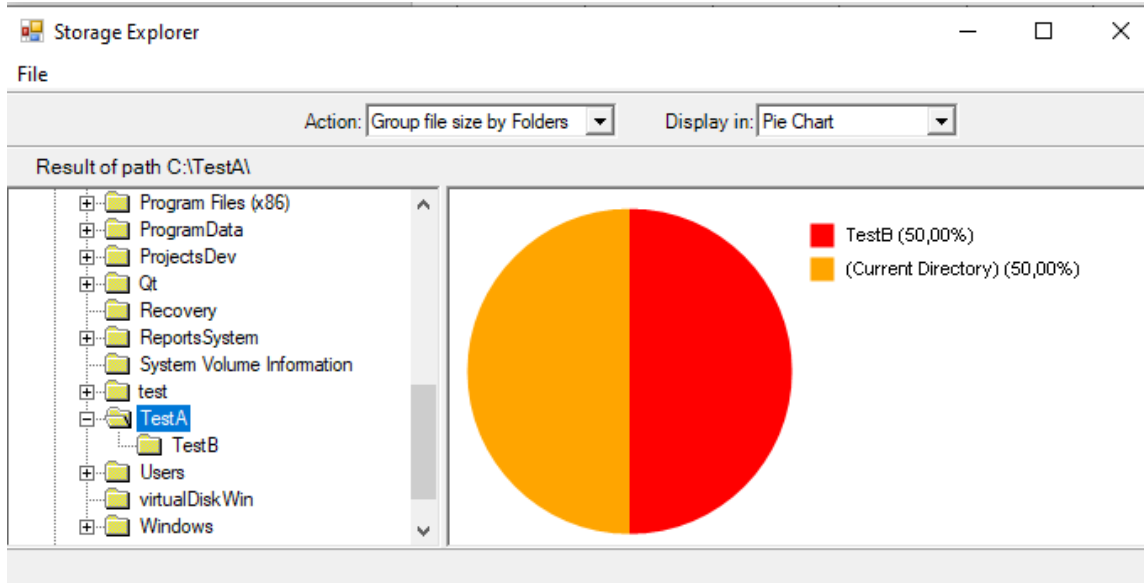 Storage Explorer
File
Action: Group file size by Folders Display in: Pie Chart
Result of path C:\TestA\
Program Files (x86)
ProgramData
ProjectsDev
Qt
Recovery
ReportsSystem
System Volume Information
test
TestA
TestB
Users
virtualDiskWin
Windows
TestB (50,00%)
(Current Directory) (50,00%)